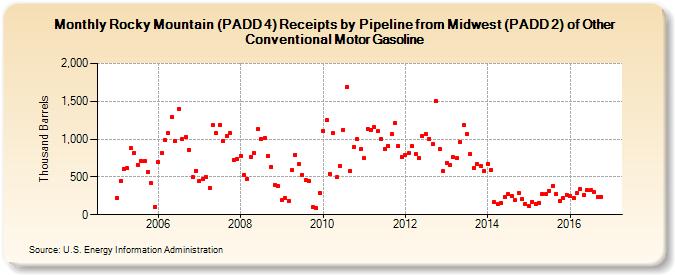 Monthly Rocky Mountain (PADD 4) Receipts by Pipeline from Midwest (PADD 2) of Other
Conventional Motor Gasoline
Thousand Barrels
2,000
1,500
1,000
500
0
2006
2008
2010
2012
2014
2016
Source: U.S. Energy Information Administration